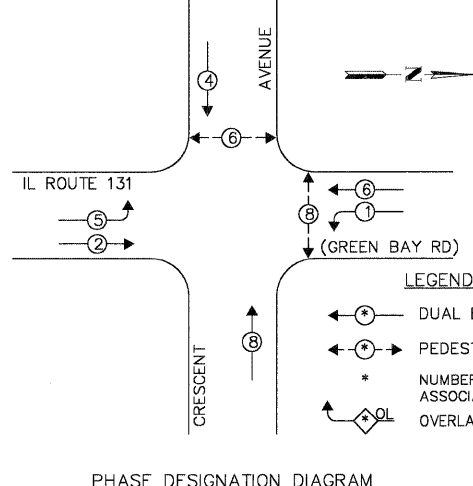 4
AVENUE
N
6
IL ROUTE 131
6
5
1
8
2
(GREEN BAY RD)
LEGEND
* DUAL E
8
* PEDEST
* NUMBER
ASSOCIA
CRESCENT
* OL OVERLA
PHASE DESIGNATION DIAGRAM